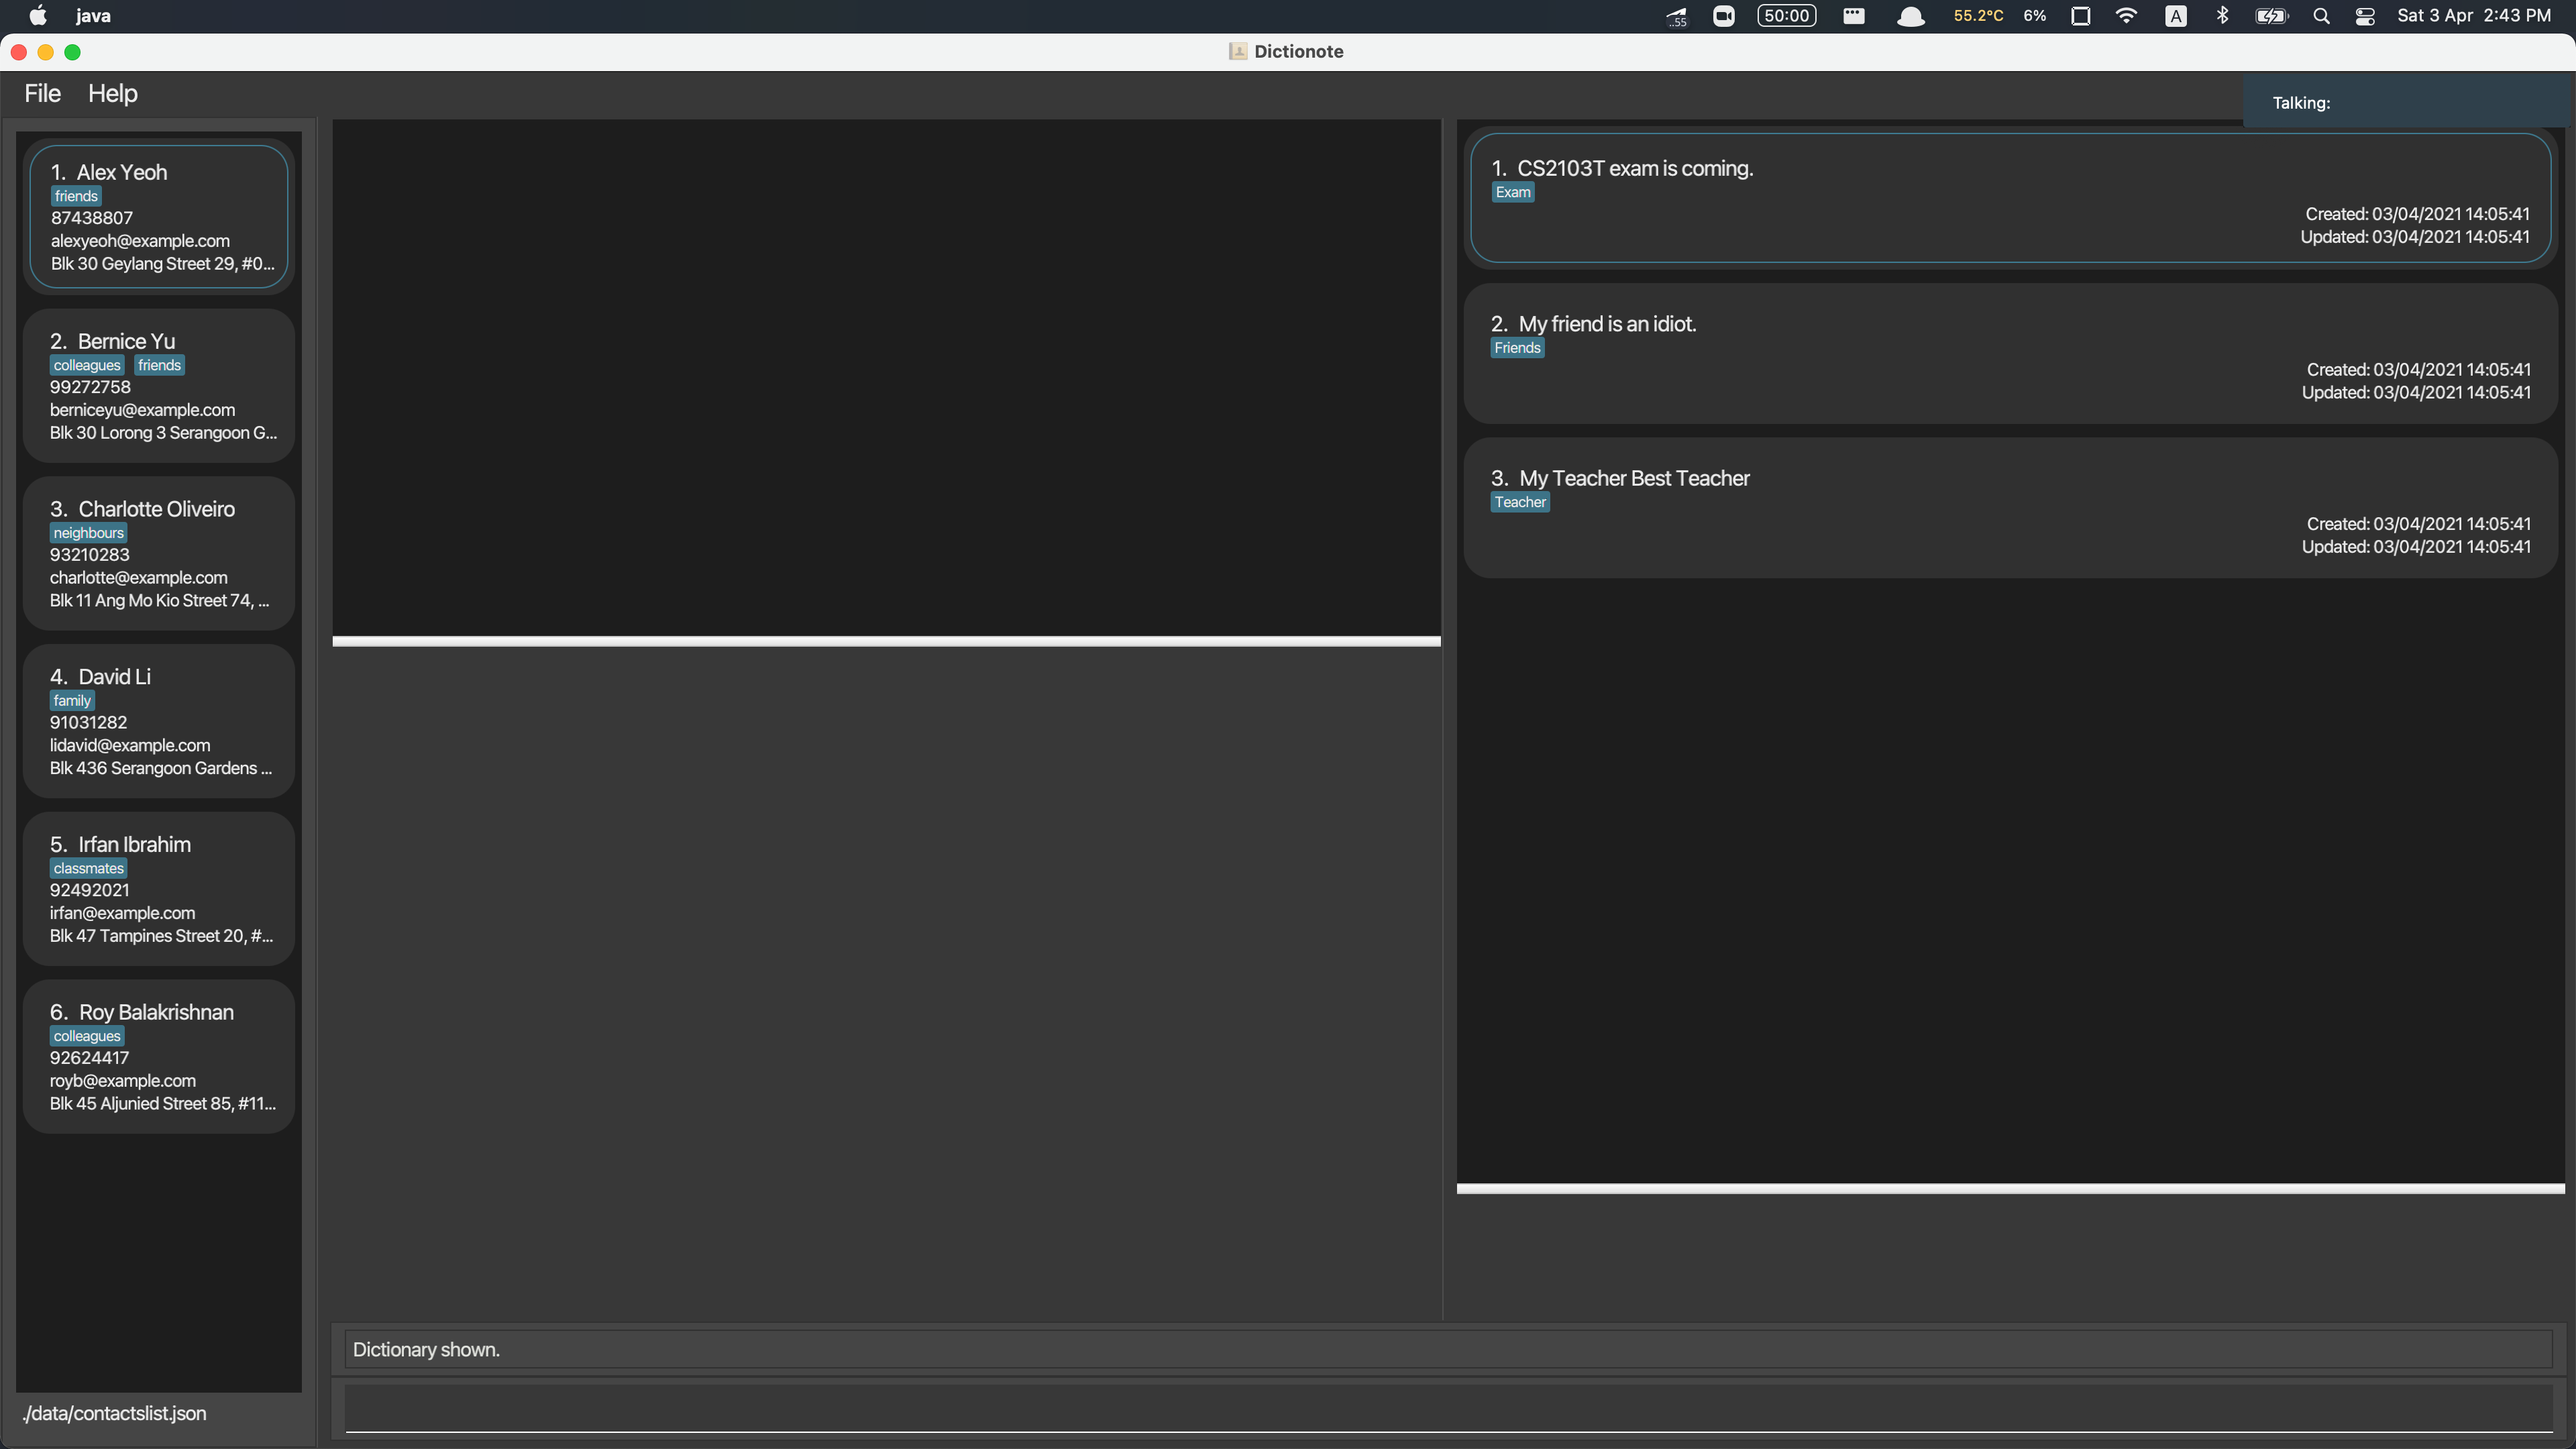 java
..55
50:00
55.2°C
6%
A
Sat 3 Apr 2:43 PM
Dictionote
File Help
Talking:
1. Alex Yeoh
friends
87438807
alexyeoh@example.com
Blk 30 Geylang Street 29, #0...
2. Bernice Yu
colleagues friends
99272758
berniceyu@example.com
Blk 30 Lorong 3 Serangoon G...
3. Charlotte Oliveiro
neighbours
93210283
charlotte@example.com
Blk 11 Ang Mo Kio Street 74, ...
4. David Li
family
91031282
lidavid@example.com
Blk 436 Serangoon Gardens ...
5. Irfan Ibrahim
classmates
92492021
irfan@example.com
Blk 47 Tampines Street 20, #...
6. Roy Balakrishnan
colleagues
92624417
royb@example.com
Blk 45 Aljunied Street 85, #11...
./data/contactslist.json
1. CS2103T exam is coming.
Exam
Created: 03/04/2021 14:05:41
Updated: 03/04/2021 14:05:41
2. My friend is an idiot.
Friends
Created: 03/04/2021 14:05:41
Updated: 03/04/2021 14:05:41
3. My Teacher Best Teacher
Teacher
Created: 03/04/2021 14:05:41
Updated: 03/04/2021 14:05:41
Dictionary shown.